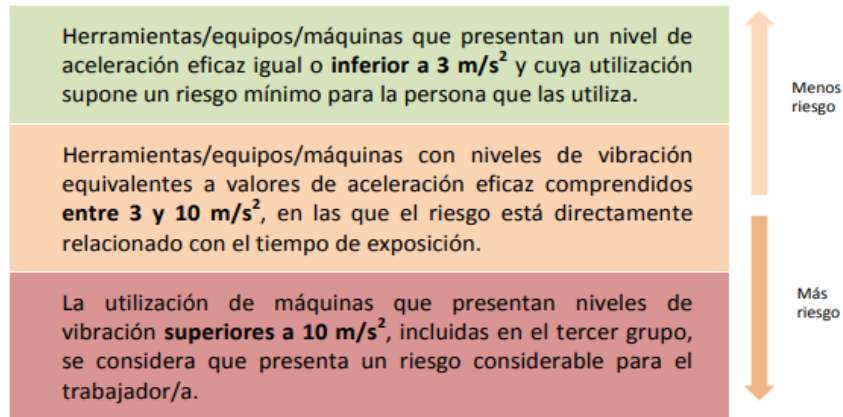 Herramientas/equipos/máquinas que presentan un nivel de
aceleración eficaz igual o inferior a 3 m/s² y cuya utilización
supone un riesgo mínimo para la persona que las utiliza.
Menos
riesgo
Herramientas/equipos/máquinas con niveles de vibración
equivalentes a valores de aceleración eficaz comprendidos
entre 3 y 10 m/s², en las que el riesgo está directamente
relacionado con el tiempo de exposición.
La utilización de máquinas que presentan niveles de
vibración superiores a 10 m/s², incluidas en el tercer grupo,
se considera que presenta un riesgo considerable para el
trabajador/a.
Más
riesgo